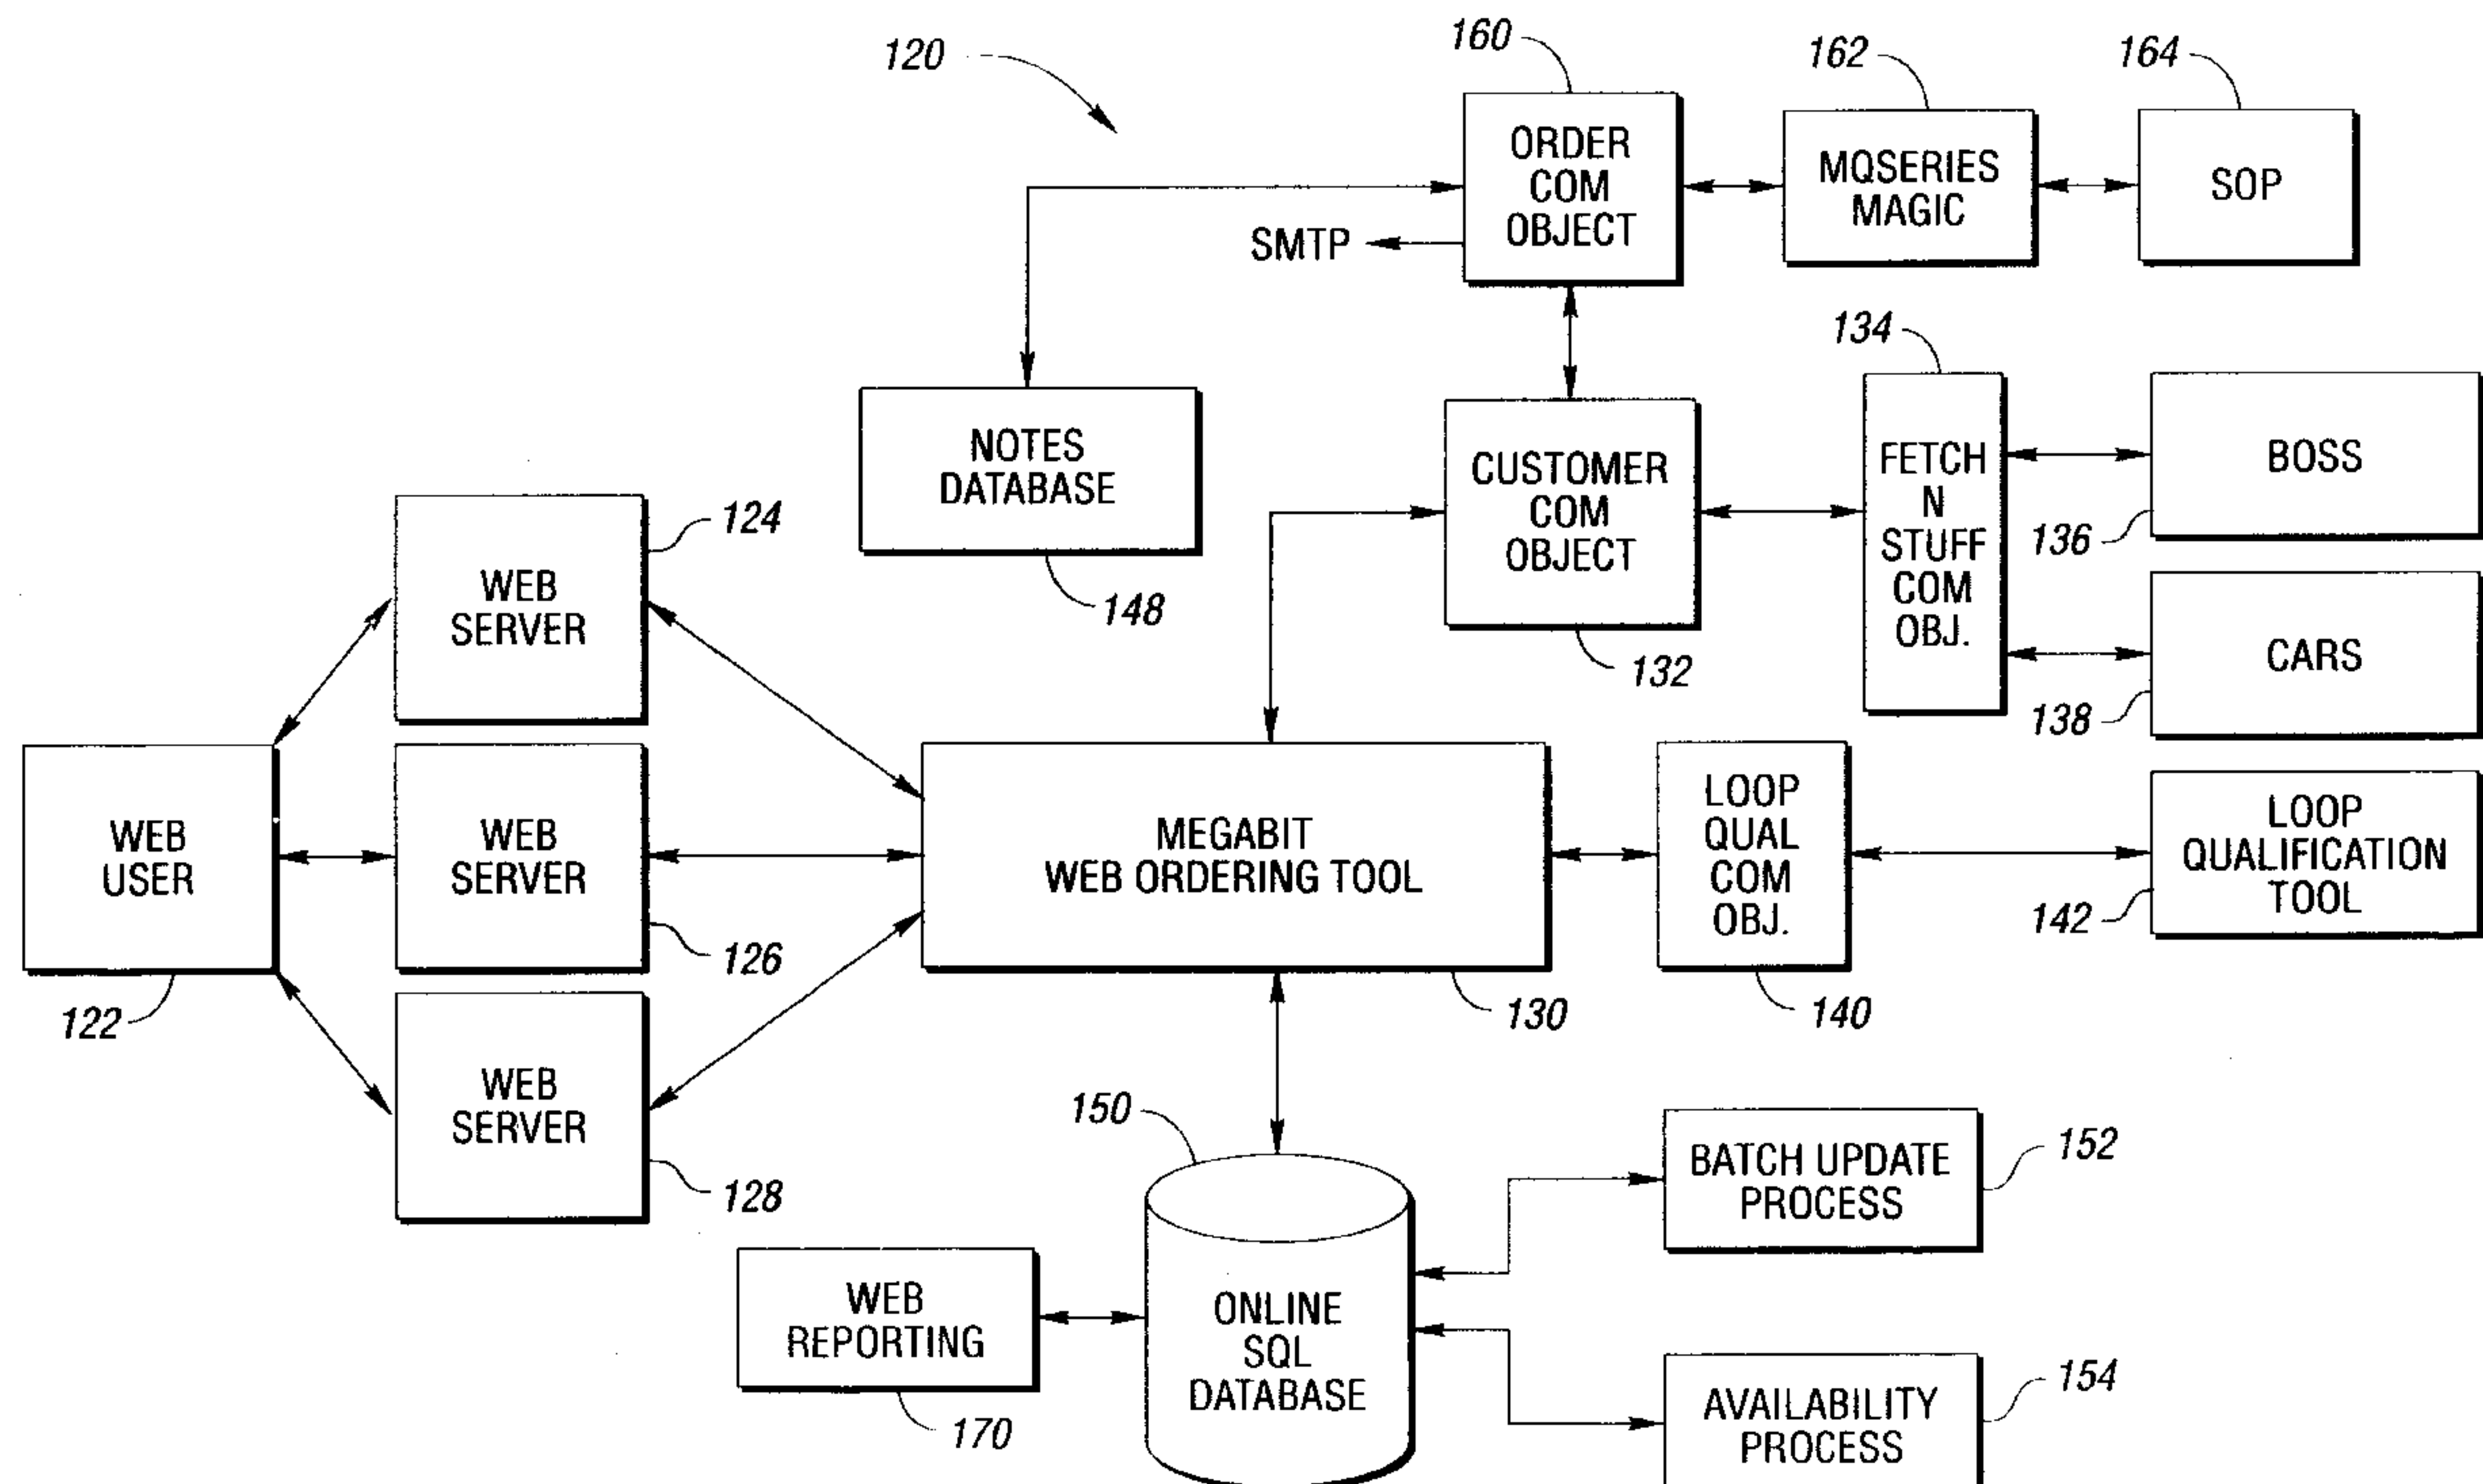 120
160
162
164
ORDER
COM
OBJECT
MQSERIES
MAGIC
SOP
SMTP
134
NOTES
DATABASE
148
CUSTOMER
COM
OBJECT
132
FETCH
N
STUFF
COM
OBJ.
BOSS
136
CARS
138
WEB
SERVER
124
WEB
USER
122
WEB
SERVER
126
WEB
SERVER
128
MEGABIT
WEB ORDERING TOOL
130
LOOP
QUAL
COM
OBJ.
140
LOOP
QUALIFICATION
TOOL
142
150
ONLINE
SQL
DATABASE
BATCH UPDATE
PROCESS
152
WEB
REPORTING
170
AVAILABILITY
PROCESS
154